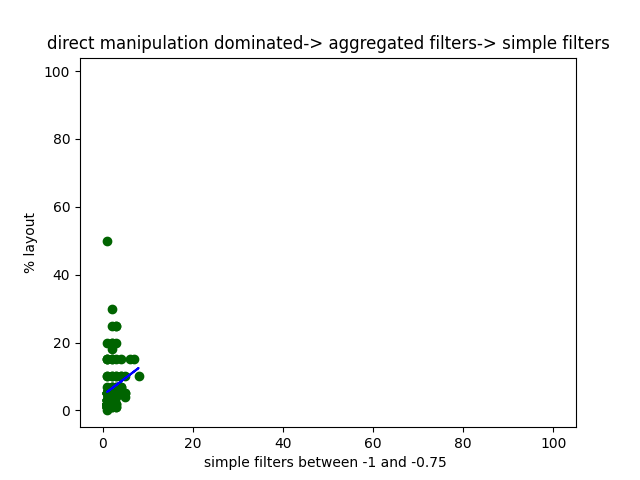 direct manipulation dominated-> aggregated filters-> simple filters
100
80
60
40
20
0
% layout
0 20 40 60 80 100
simple filters between -1 and -0.75